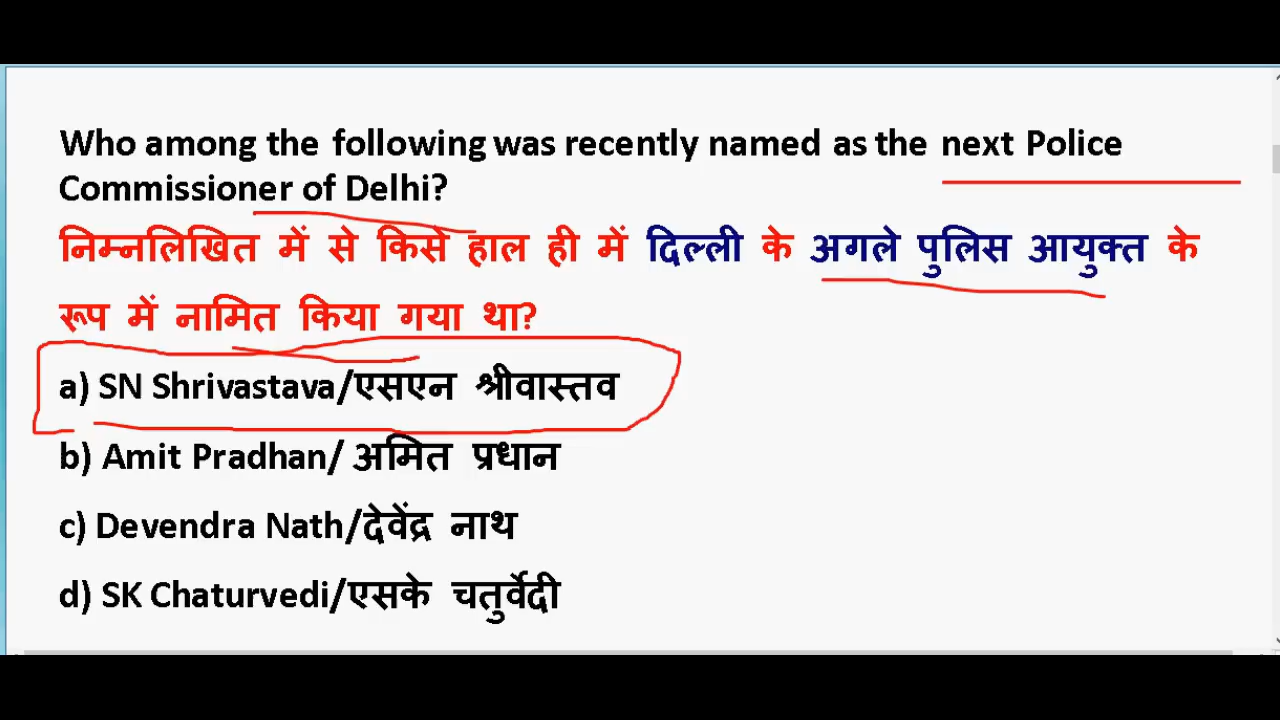 Who among the following was recently named as the next Police
Commissioner of Delhi?
निम्नलिखित में से किसे हाल ही में दिल्ली के अगले पुलिस आयुक्त के
रूप में नामित किया गया था?
a) SN Shrivastava/एसएन श्रीवास्तव
b) Amit Pradhan/ अमित प्रधान
c) Devendra Nath/देवेंद्र नाथ
d) SK Chaturvedi/एसके चतुर्वेदी